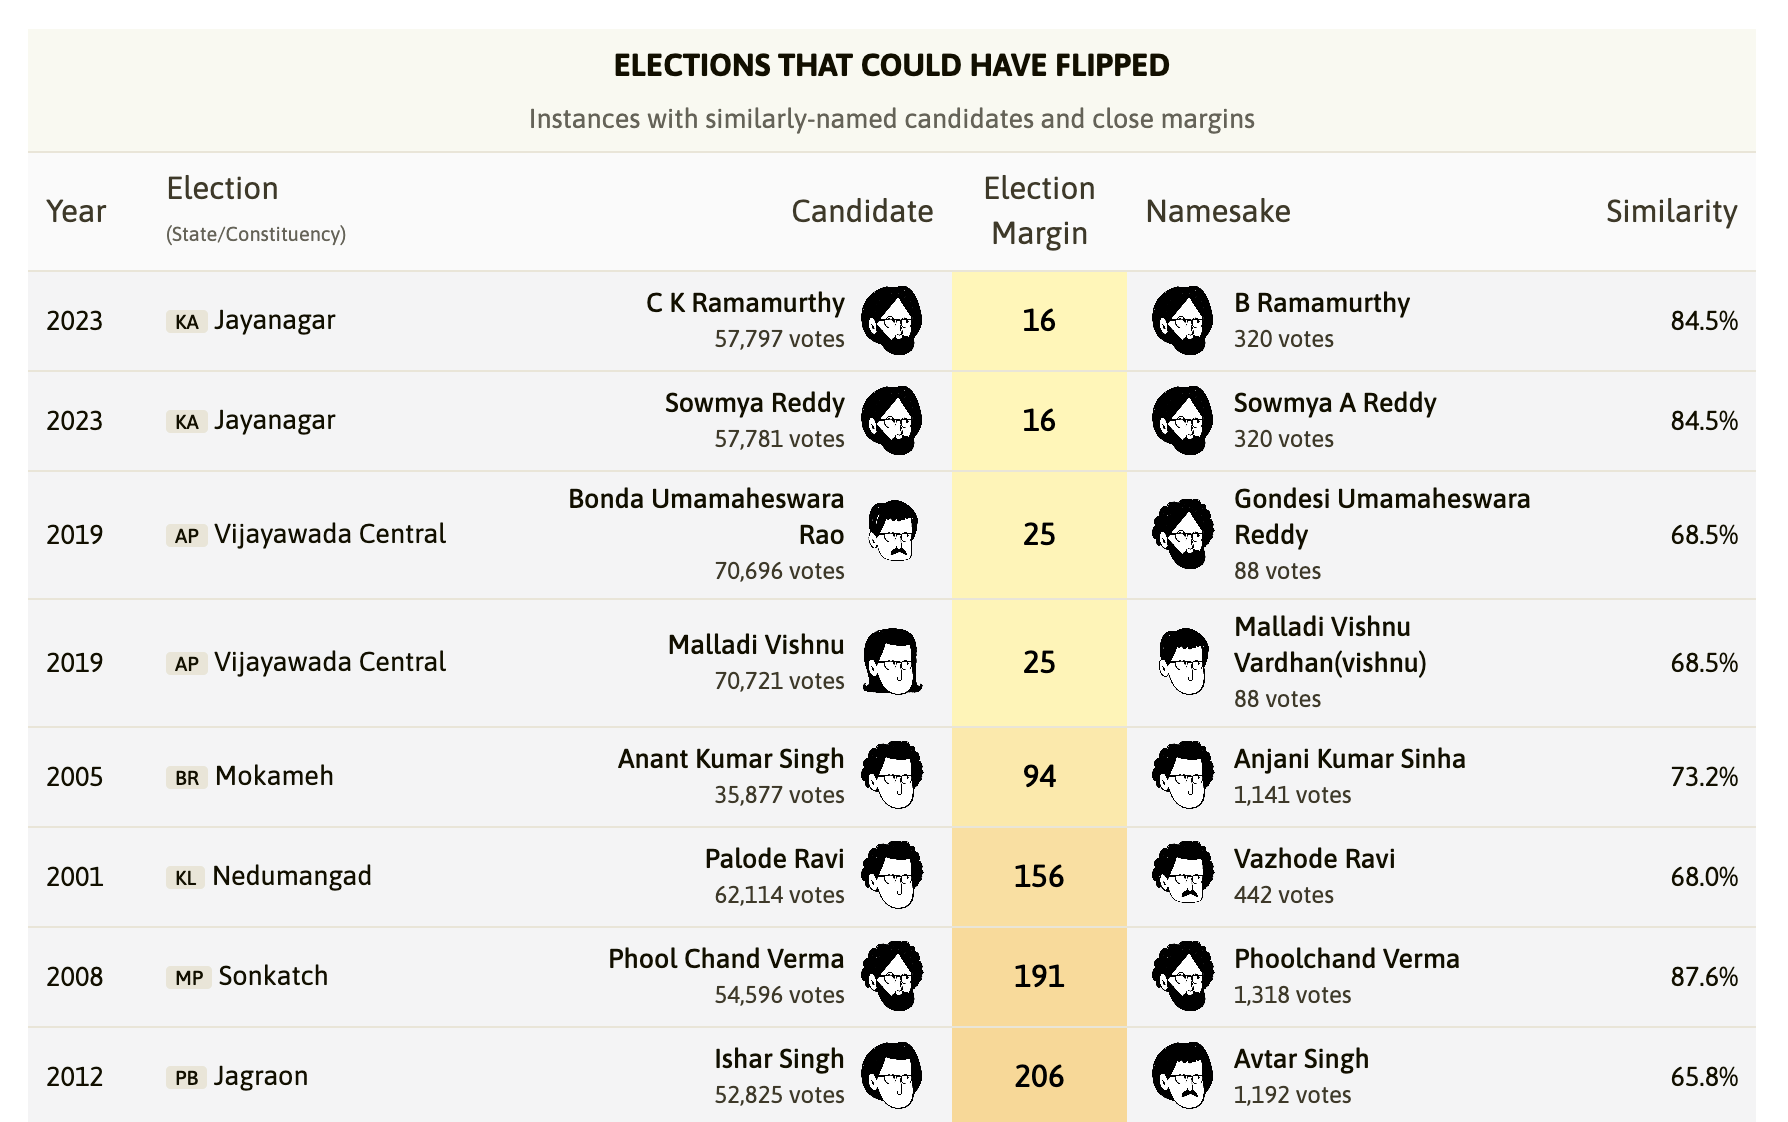 ELECTIONS THAT COULD HAVE FLIPPED
Instances with similarly-named candidates and close margins
Year
Election
(State/Constituency)
Candidate
Election
Margin
Namesake
Similarity
2023
KA Jayanagar
C K Ramamurthy
57,797 votes
16
B Ramamurthy
320 votes
84.5%
2023
KA Jayanagar
Sowmya Reddy
57,781 votes
16
Sowmya A Reddy
320 votes
84.5%
2019
AP Vijayawada Central
Bonda Umamaheswara
Rao
70,696 votes
25
Gondesi Umamaheswara
Reddy
88 votes
68.5%
2019
AP Vijayawada Central
Malladi Vishnu
70,721 votes
25
Malladi Vishnu
Vardhan(vishnu)
88 votes
68.5%
2005
BR Mokameh
Anant Kumar Singh
35,877 votes
94
Anjani Kumar Sinha
1,141 votes
73.2%
2001
KL Nedumangad
Palode Ravi
62,114 votes
156
Vazhode Ravi
442 votes
68.0%
2008
MP Sonkatch
Phool Chand Verma
54,596 votes
191
Phoolchand Verma
1,318 votes
87.6%
2012
PB Jagraon
Ishar Singh
52,825 votes
206
Avtar Singh
1,192 votes
65.8%